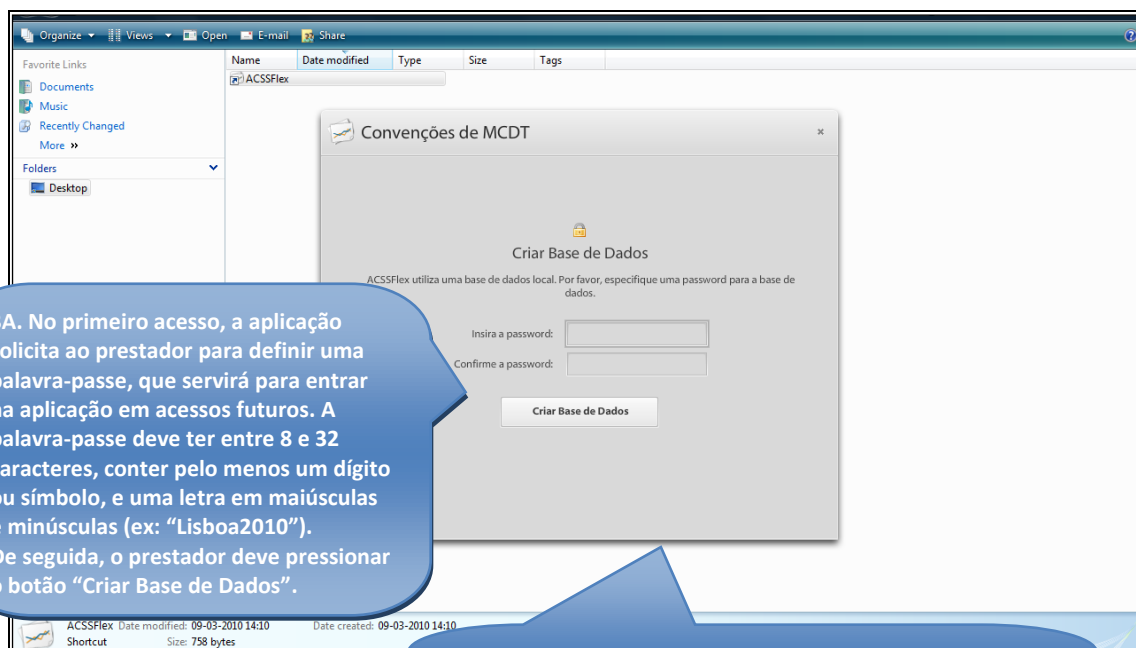 Organize Views Open E-mail Share
Favorite Links
Documents
Music
Recently Changed
More »
Folders
Desktop
Name Date modified Type Size Tags
ACSSFlex
Convenções de MCDT
Criar Base de Dados
ACSSFlex utiliza uma base de dados local. Por favor, especifique uma password para a base de
dados.
Insira a password:
Confirme a password:
Criar Base de Dados
A. No primeiro acesso, a aplicação
olicita ao prestador para definir uma
alavra-passe, que servirá para entrar
a aplicação em acessos futuros. A
alavra-passe deve ter entre 8 e 32
aracteres, conter pelo menos um dígito
ou símbolo, e uma letra em maiúsculas
e minúsculas (ex: “Lisboa2010”).
De seguida, o prestador deve pressionar
o botão “Criar Base de Dados”.
ACSSFlex Date modified: 09-03-2010 14:10 Date created: 09-03-2010 14:10
Shortcut Size: 758 bytes